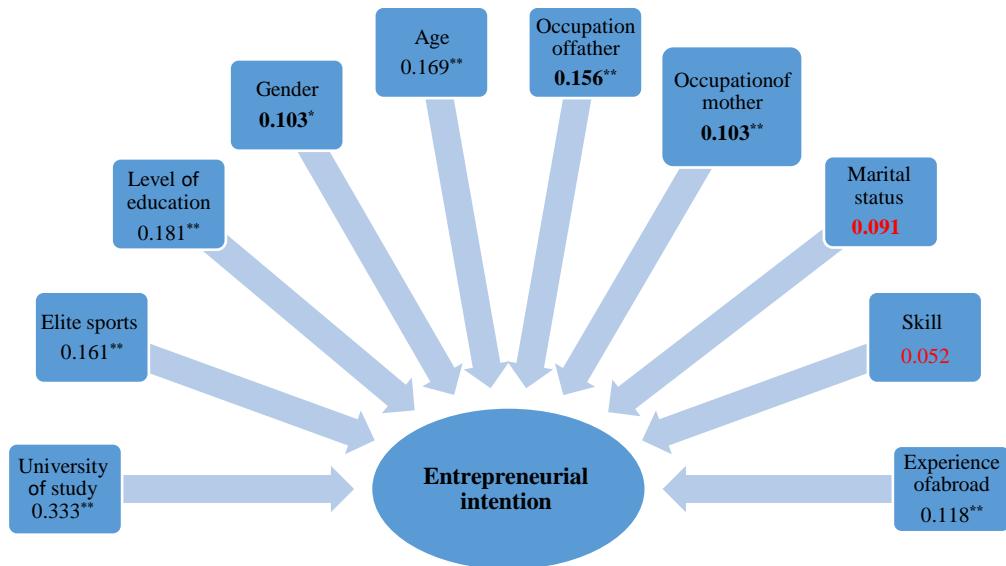 Age
0.169**
Occupation
offather
0.156**
Gender
0.103*
Occupationof
mother
0.103**
Level of
education
0.181**
Marital
status
0.091
Elite sports
0.161**
Skill
0.052
University
of study
0.333**
Entrepreneurial
intention
Experience
ofabroad
0.118**